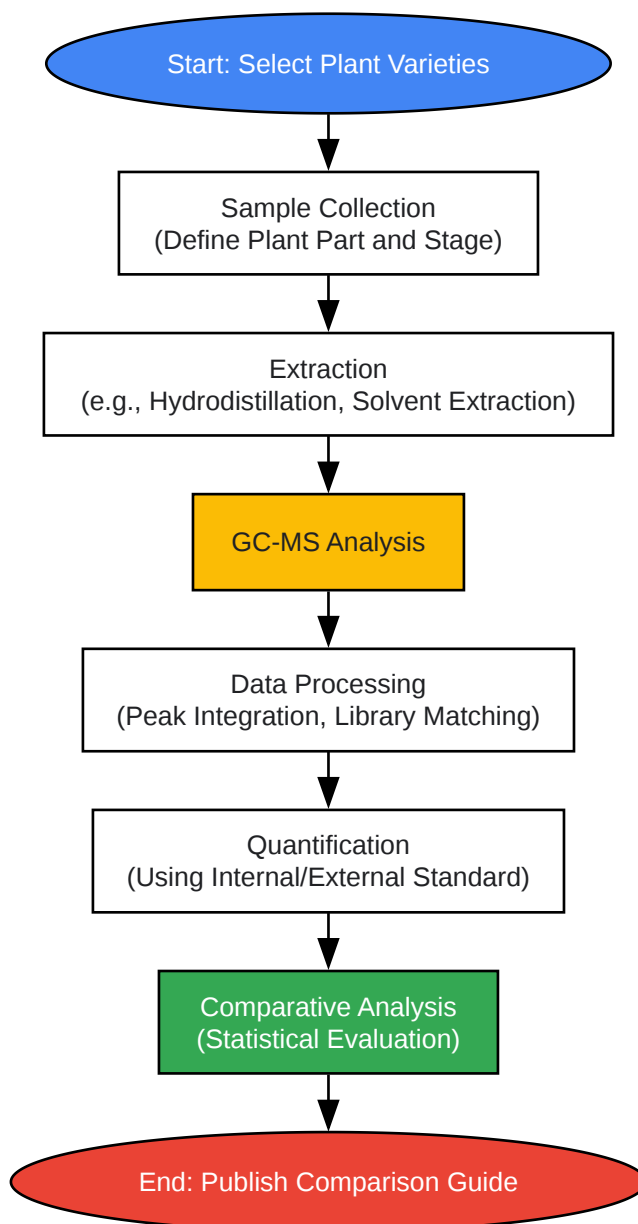 Start: Select Plant Varieties
Sample Collection
(Define Plant Part and Stage)
Extraction
(e.g., Hydrodistillation, Solvent Extraction)
GC-MS Analysis
Data Processing
(Peak Integration, Library Matching)
Quantification
(Using Internal/External Standard)
Comparative Analysis
(Statistical Evaluation)
End: Publish Comparison Guide